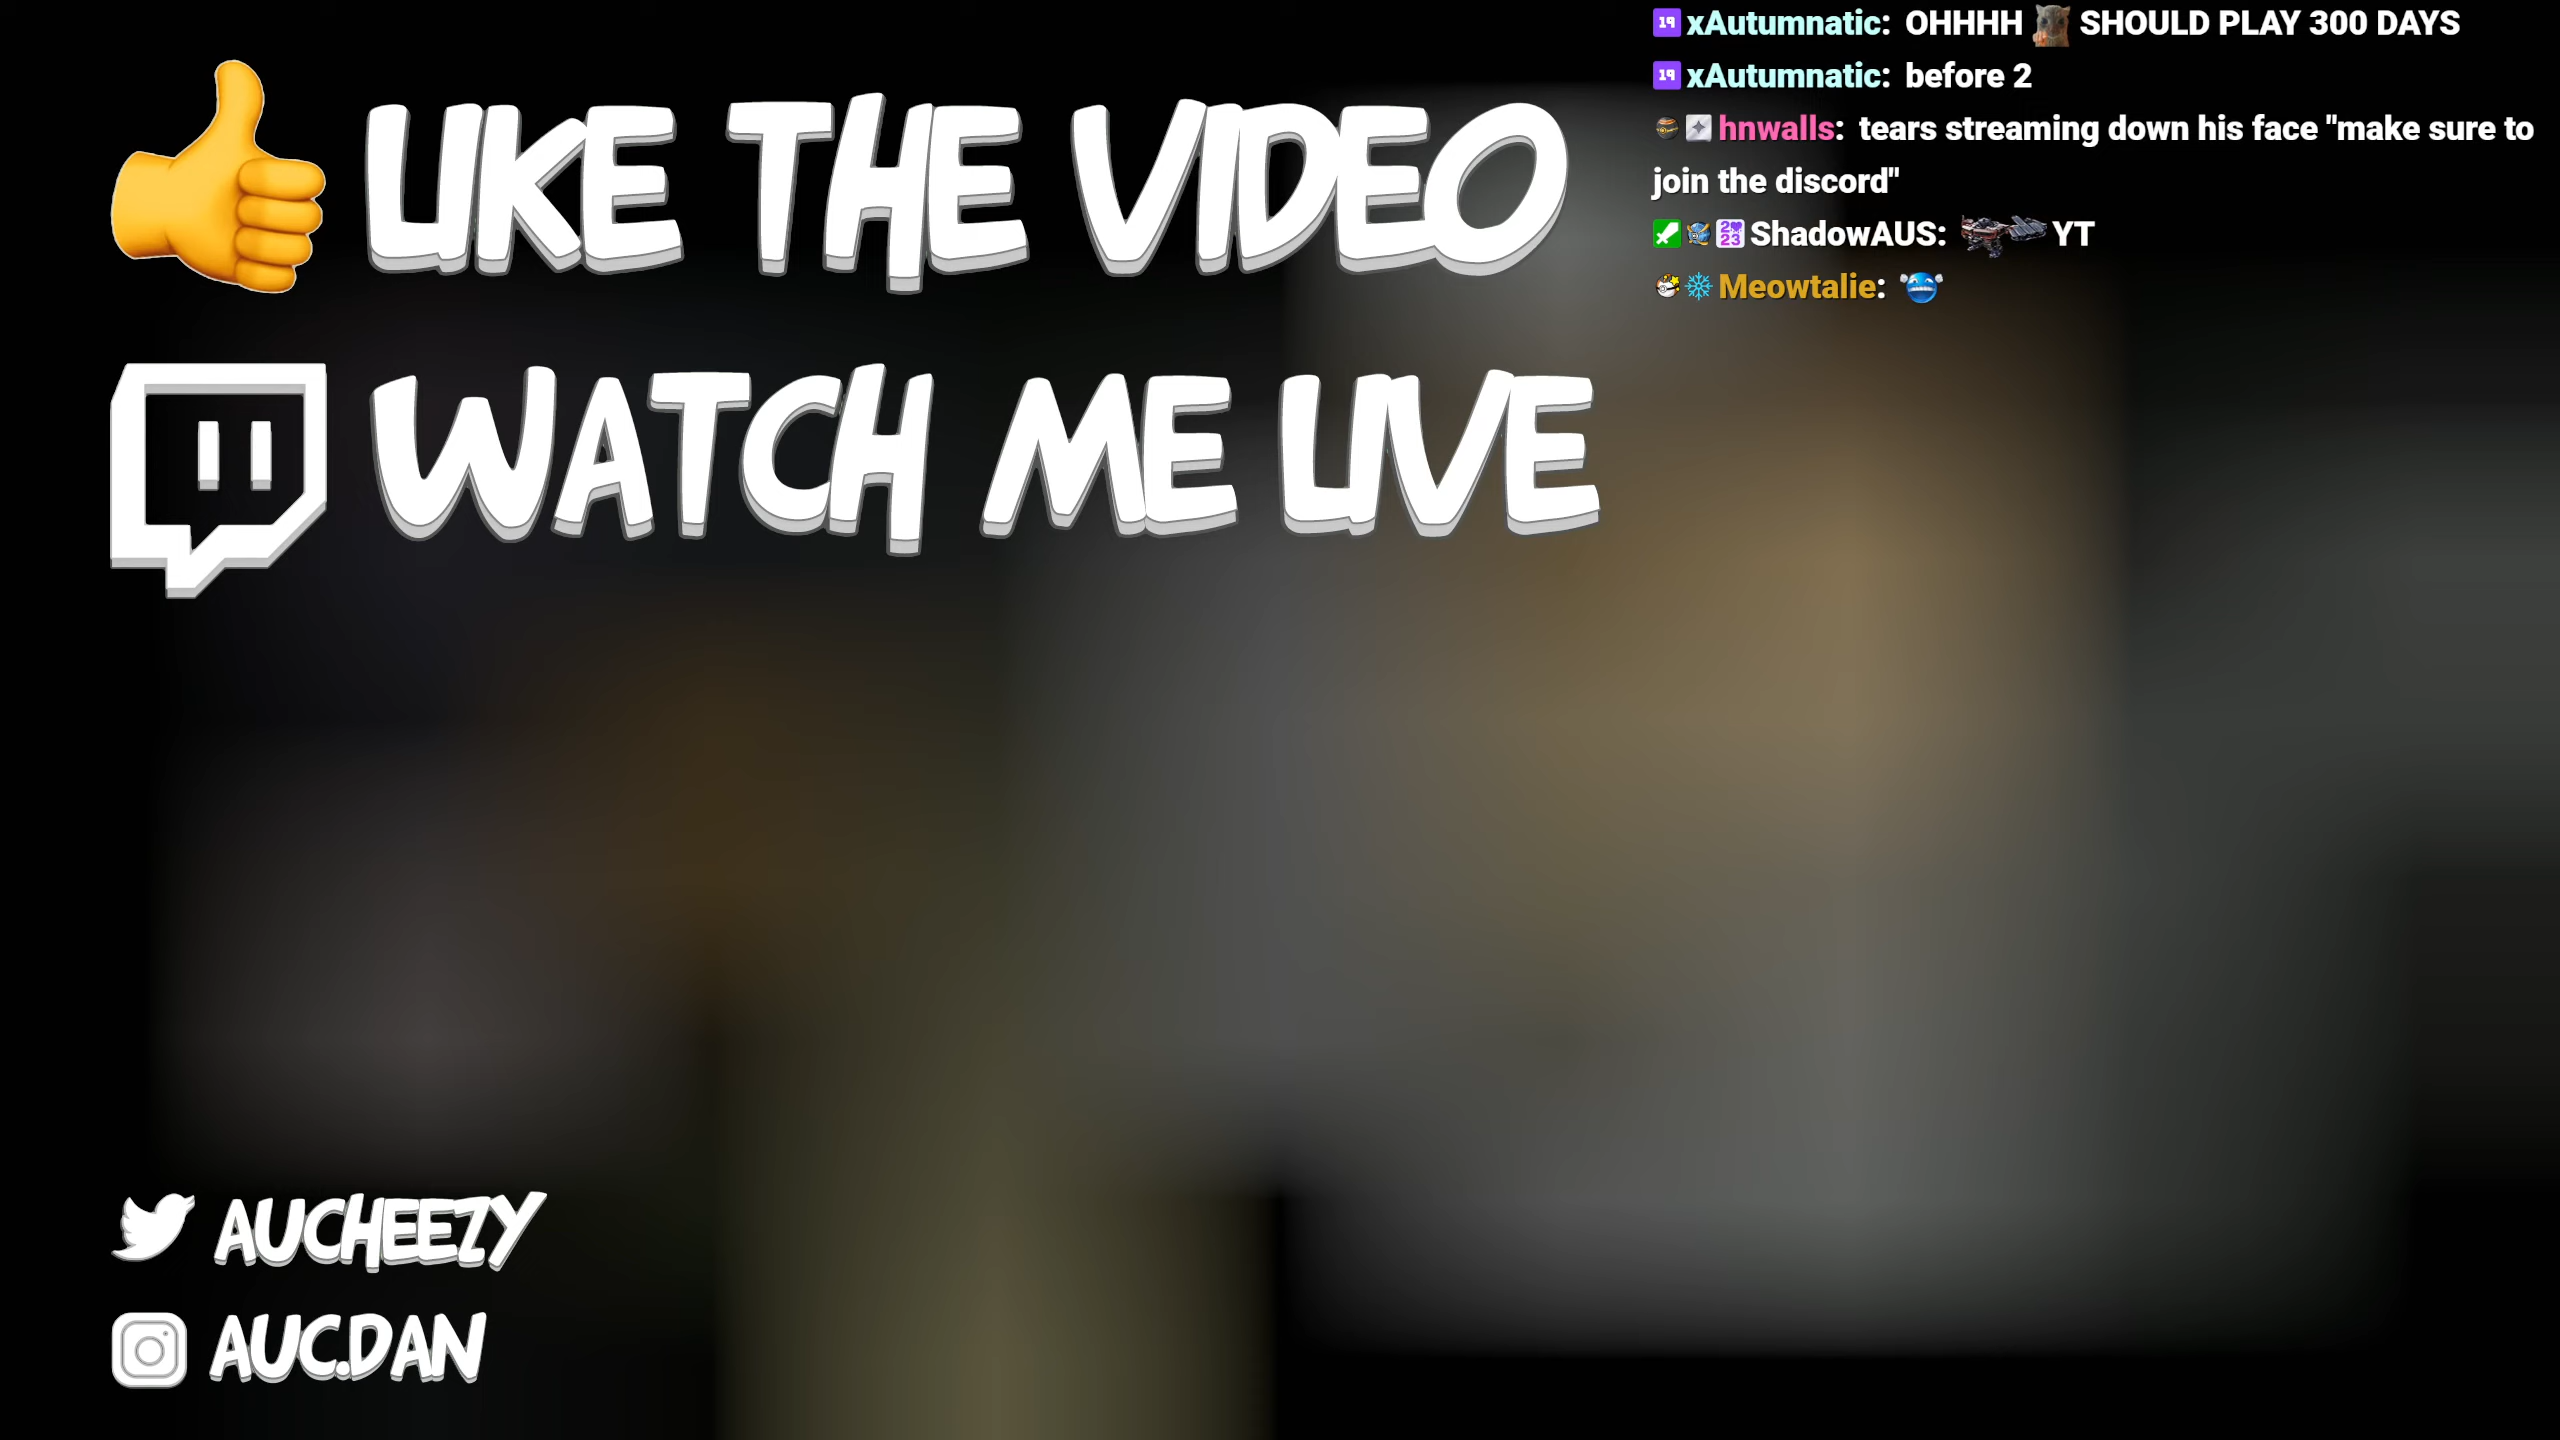 LIKE THE VIDEO
WATCH ME LIVE
xAutumnatic: OHHHH SHOULD PLAY 300 DAYS
xAutumnatic: before 2
hnwalls: tears streaming down his face "make sure to
join the discord"
ShadowAUS: YT
Meowtalie:
AUCHEEZY
AUC.DAN